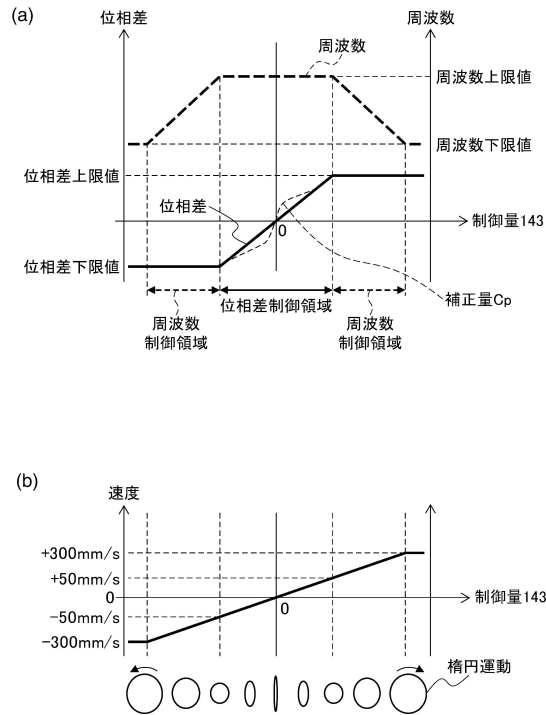 (a)
位相差
周波数
周波数
周波数上限値
周波数下限値
位相差上限値
位相差
制御量143
0
位相差下限値
補正量Cp
位相差制御領域
周波数
制御領域
周波数
制御領域
(b)
速度
+300mm/s
+50mm/s
0
制御量143
0
−50mm/s
−300mm/s
楕円運動